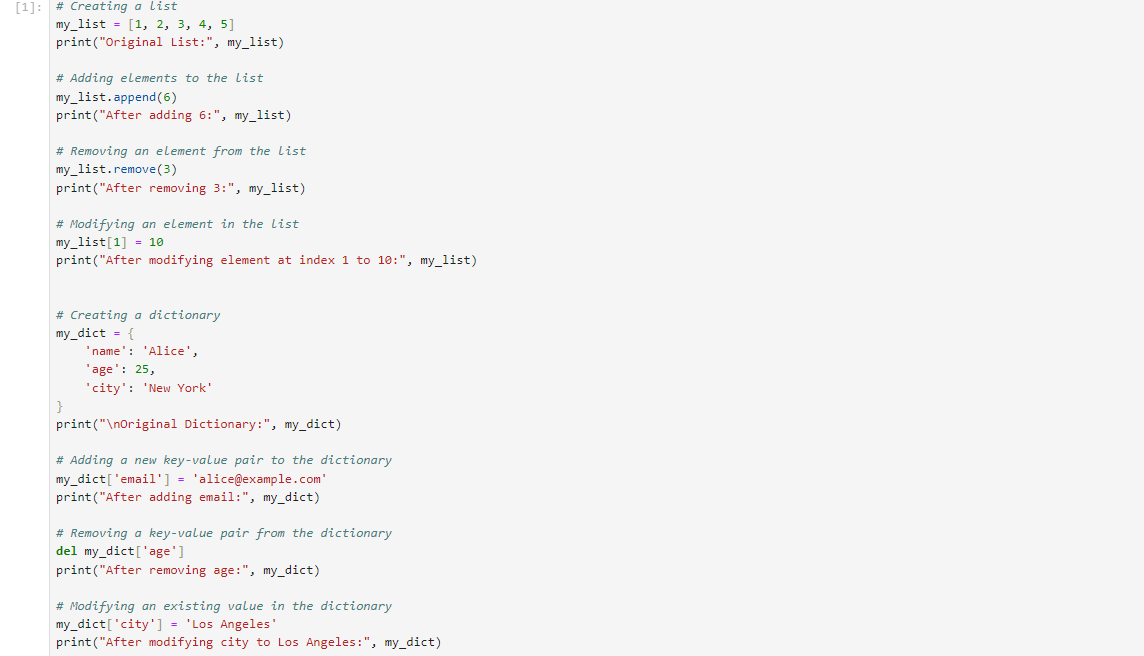 [1]:
# Creating a list
my_list = [1, 2, 3, 4, 5]
print("Original List:", my_list)
# Adding elements to the list
my_list.append(6)
print("After adding 6:", my_list)
# Removing an element from the list
my_list.remove(3)
print("After removing 3:", my_list)
# Modifying an element in the list
my_list[1] = 10
print("After modifying element at index 1 to 10:", my_list)
# Creating a dictionary
my_dict = {
    'name': 'Alice',
    'age': 25,
    'city': 'New York'
}
print("\nOriginal Dictionary:", my_dict)
# Adding a new key-value pair to the dictionary
my_dict['email'] = 'alice@example.com'
print("After adding email:", my_dict)
# Removing a key-value pair from the dictionary
del my_dict['age']
print("After removing age:", my_dict)
# Modifying an existing value in the dictionary
my_dict['city'] = 'Los Angeles'
print("After modifying city to Los Angeles:", my_dict)